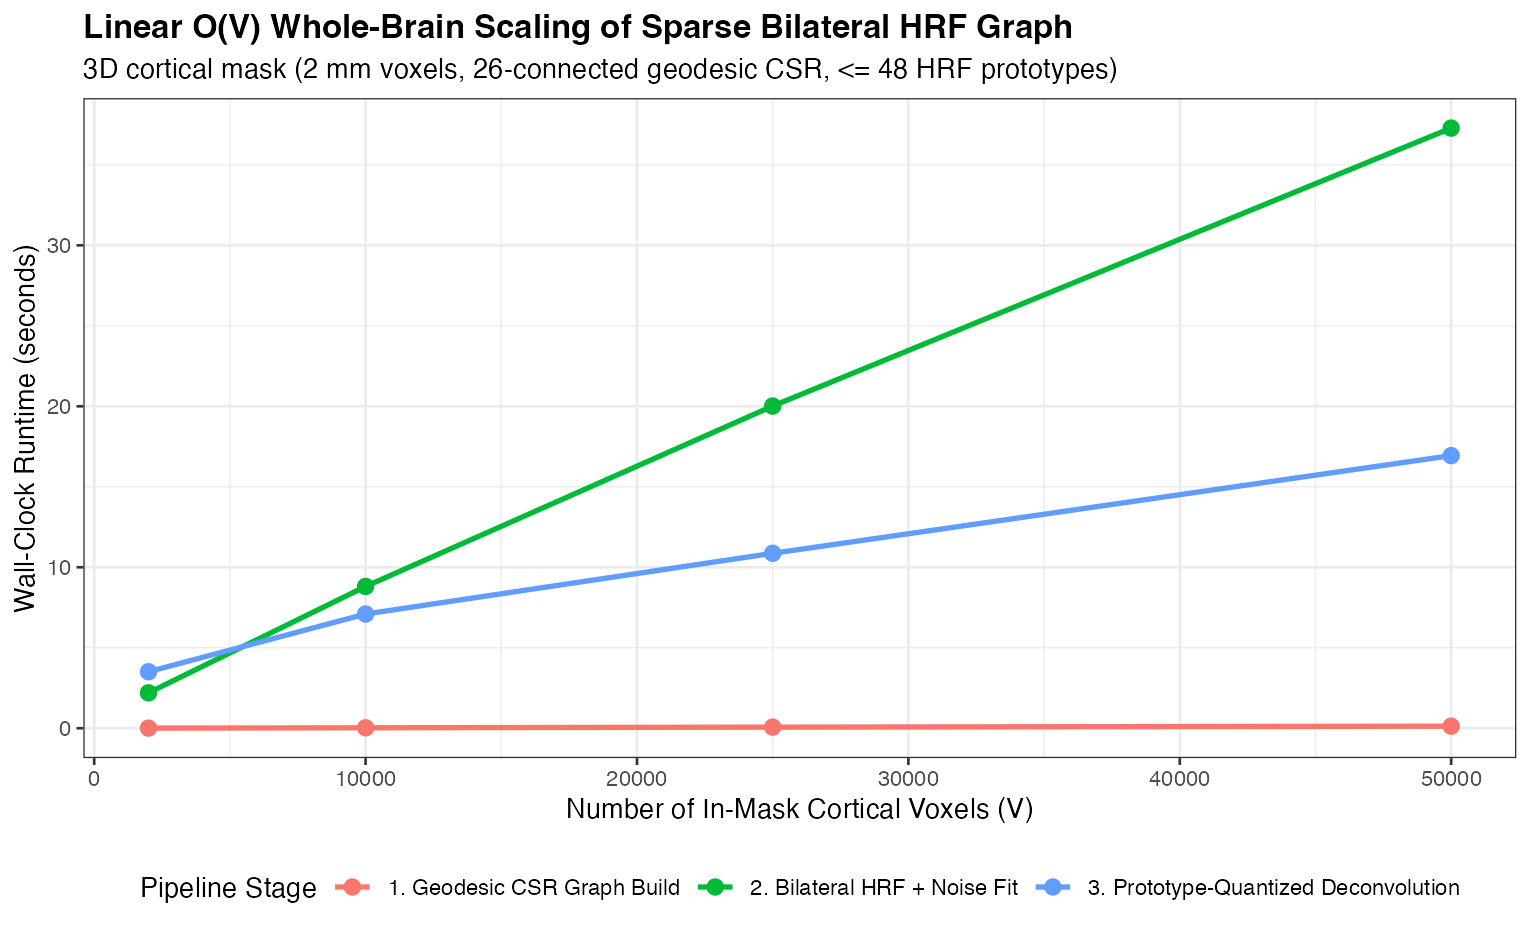 Linear O(V) Whole-Brain Scaling of Sparse Bilateral HRF Graph
3D cortical mask (2 mm voxels, 26-connected geodesic CSR, <= 48 HRF prototypes)
Wall-Clock Runtime (seconds)
30
20
10
0
0 10000 20000 30000 40000 50000
Number of In-Mask Cortical Voxels (V)
Pipeline Stage 1. Geodesic CSR Graph Build 2. Bilateral HRF + Noise Fit 3. Prototype-Quantized Deconvolution